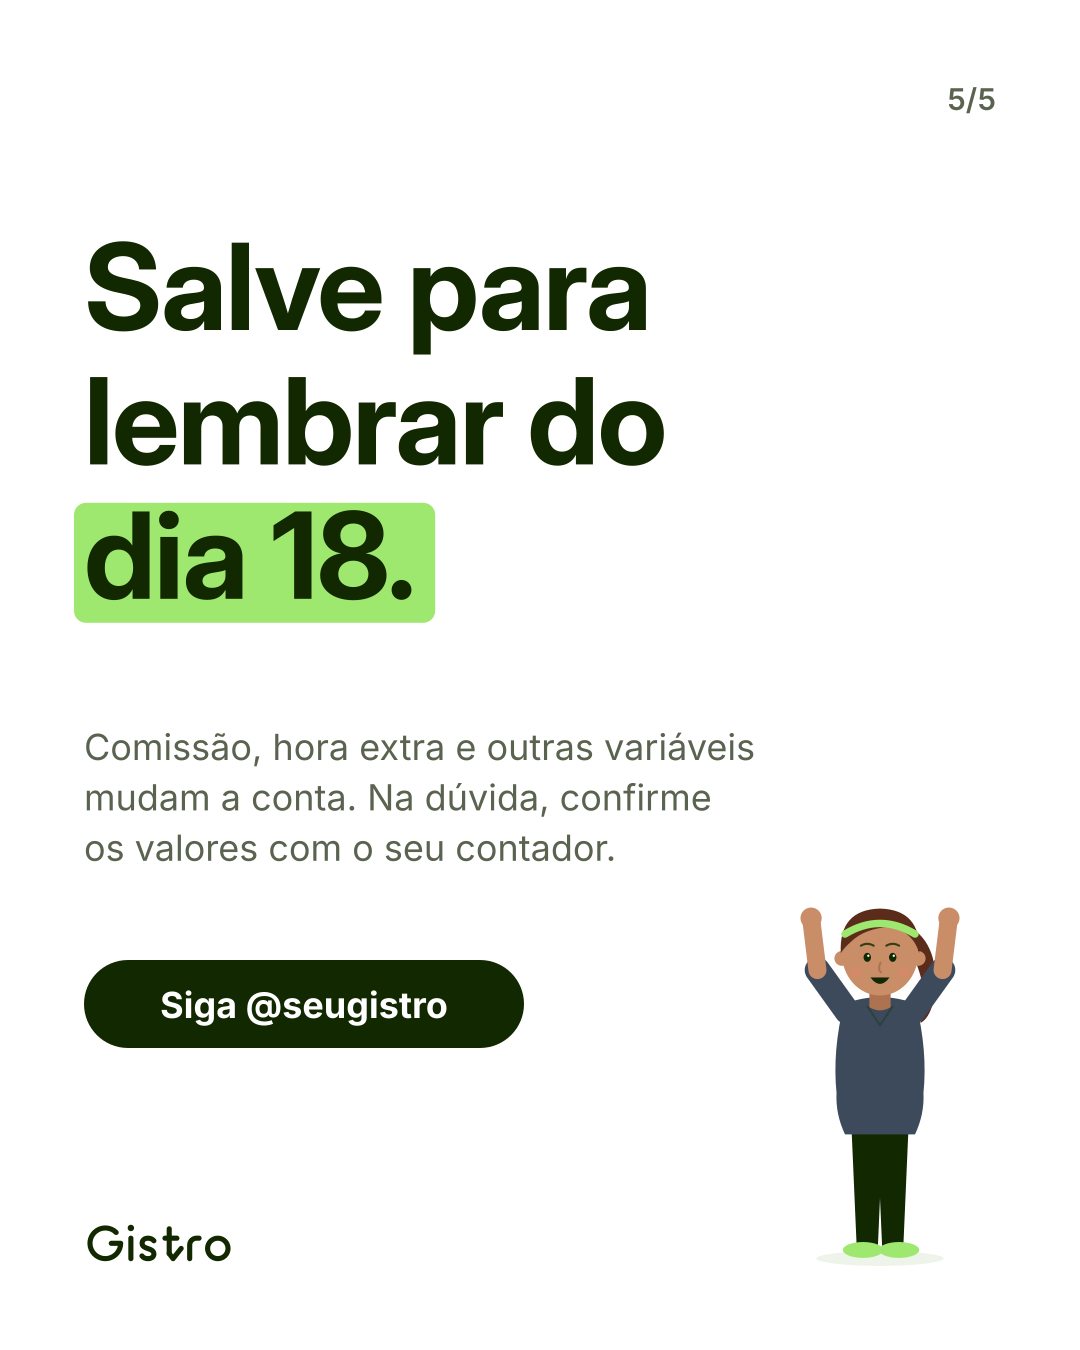 5/5
Salve para
lembrar do
dia 18.
Comissão, hora extra e outras variáveis
mudam a conta. Na dúvida, confirme
os valores com o seu contador.
Siga @seugistro
Gistro